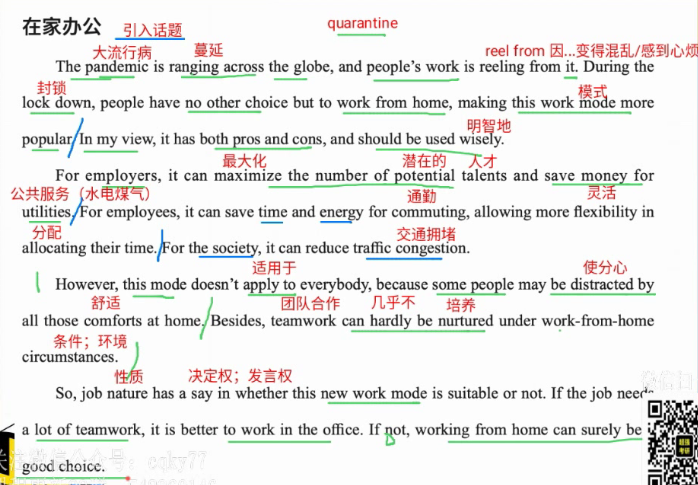 在家办公 引入话题 quarantine
大流行病 蔓延 reel from 因...变得混乱/感到心烦
The pandemic is ranging across the globe, and people's work is reeling from it. During the
封锁 模式
lock down, people have no other choice but to work from home, making this work mode more
明智地
popular. In my view, it has both pros and cons, and should be used wisely.
最大化 潜在的 人才
For employers, it can maximize the number of potential talents and save money for
公共服务（水电煤气） 通勤 灵活
utilities. For employees, it can save time and energy for commuting, allowing more flexibility in
分配 交通拥堵
allocating their time. For the society, it can reduce traffic congestion.
适用于 使分心
However, this mode doesn't apply to everybody, because some people may be distracted by
舒适 团队合作 几乎不 培养
all those comforts at home. Besides, teamwork can hardly be nurtured under work-from-home
条件；环境
circumstances.
性质 决定权；发言权
So, job nature has a say in whether this new work mode is suitable or not. If the job needs
a lot of teamwork, it is better to work in the office. If not, working from home can surely be
good choice.